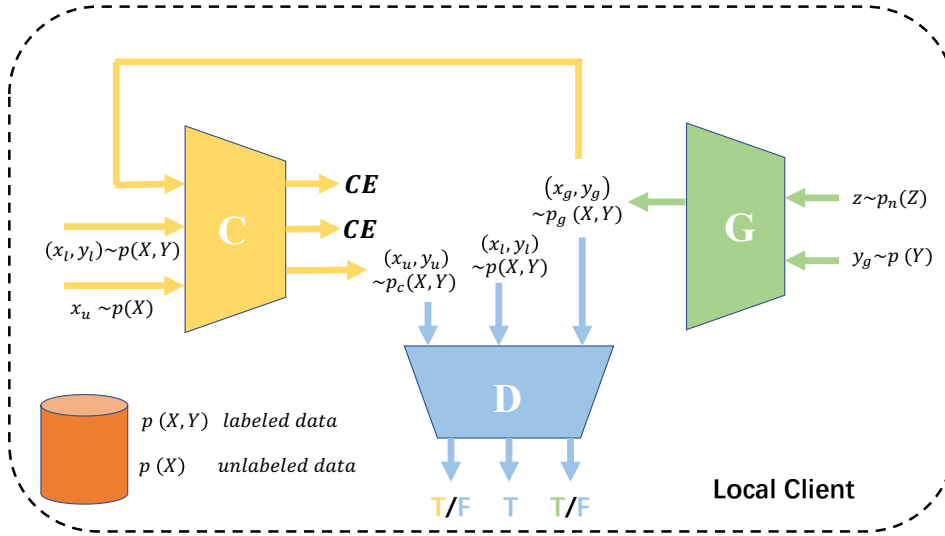 CE
(x_g, y_g)
~p_g (X,Y)
z~p_n(Z)
C
G
CE
(x_l, y_l)~p(X,Y)
(x_u, y_u)
~p_c(X,Y)
(x_l, y_l)
~p(X,Y)
y_g~p (Y)
x_u ~p(X)
D
p (X,Y) labeled data
p (X) unlabeled data
T/F T T/F
Local Client